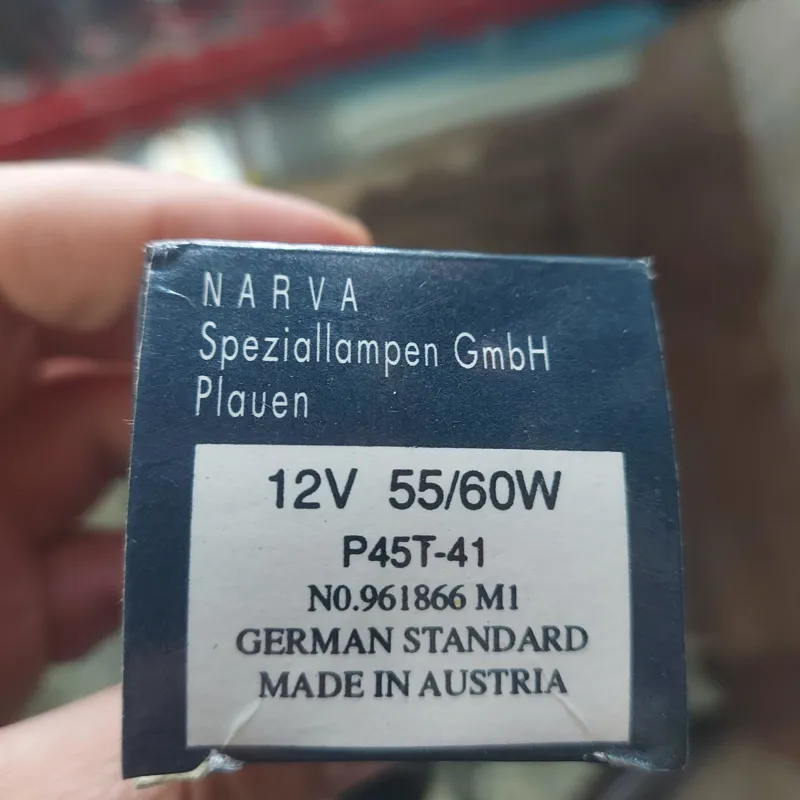 NARVA
Speziallampen GmbH
Plauen
12V 55/60W
P45T-41
N0.961866 M1
GERMAN STANDARD
MADE IN AUSTRIA